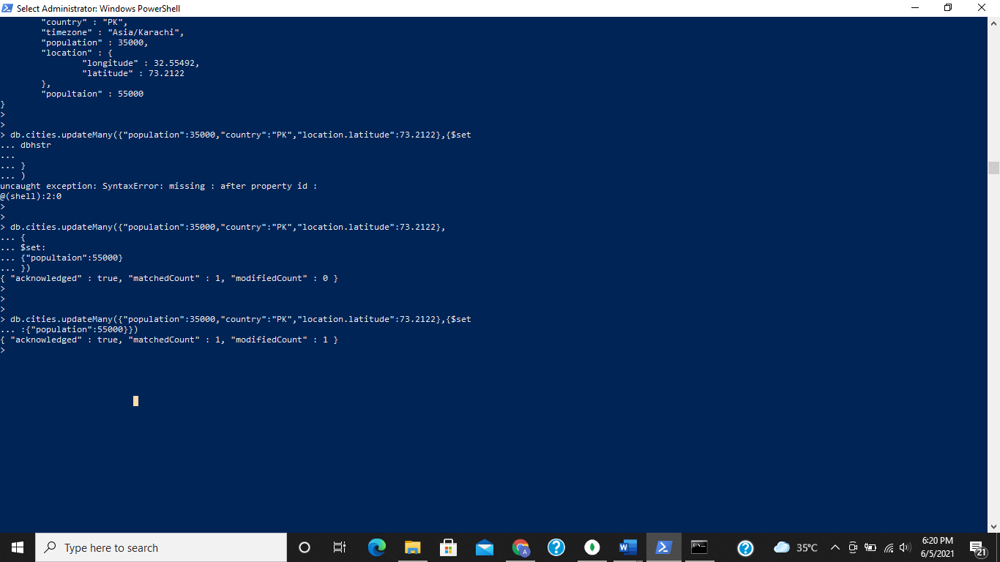 Select Administrator: Windows PowerShell
"country" : "PK",
"timezone" : "Asia/Karachi",
"population" : 35000,
"location" : {
"longitude" : 32.55492,
"latitude" : 73.2122
},
"popultaion" : 55000
}
>
>
> db.cities.updateMany({"population":35000,"country":"PK","location.latitude":73.2122},{$set
... dbhstr
...
... }
... )
uncaught exception: SyntaxError: missing : after property id :
@(shell):2:0
>
>
> db.cities.updateMany({"population":35000,"country":"PK","location.latitude":73.2122},
... {
... $set:
... {"popultaion":55000}
... })
{ "acknowledged" : true, "matchedCount" : 1, "modifiedCount" : 0 }
>
>
>
> db.cities.updateMany({"population":35000,"country":"PK","location.latitude":73.2122},{$set
... :{"population":55000}})
{ "acknowledged" : true, "matchedCount" : 1, "modifiedCount" : 1 }
>
Type here to search
35°C
6:20 PM
6/5/2021
21